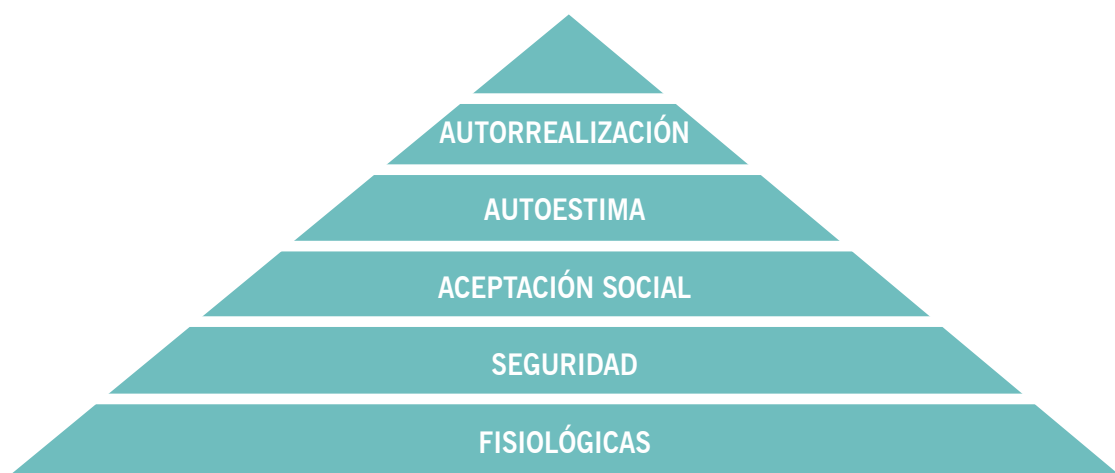 AUTORREALIZACIÓN
AUTOESTIMA
ACEPTACIÓN SOCIAL
SEGURIDAD
FISIOLÓGICAS